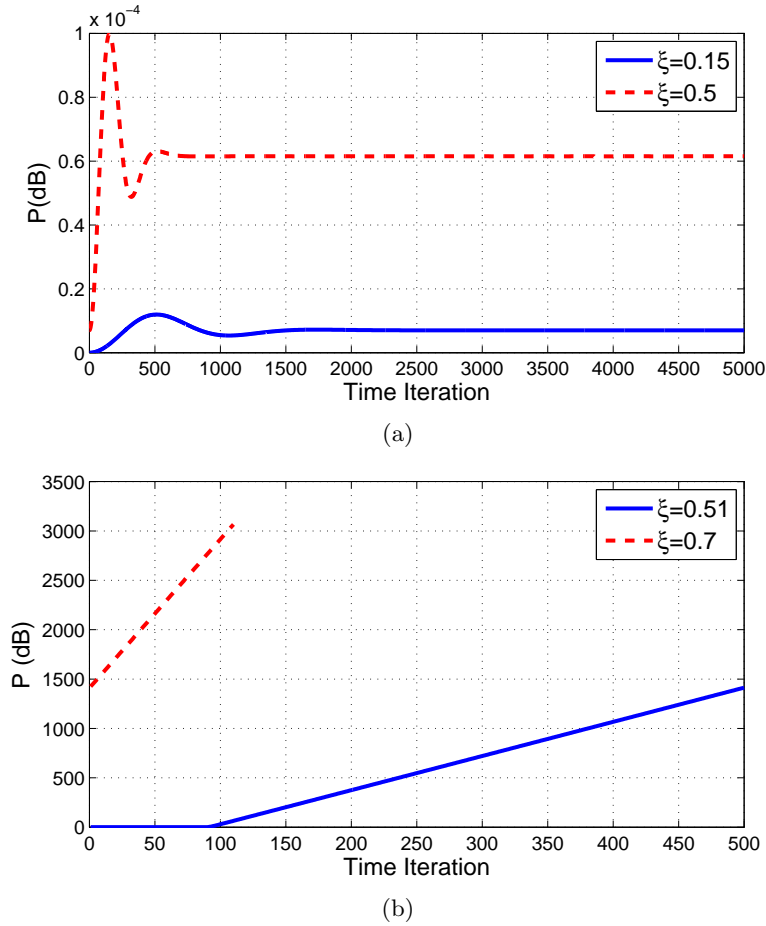 x 10⁻⁴
1
0.8
0.6
0.4
0.2
0
P(dB)
ξ=0.15
ξ=0.5
0 500 1000 1500 2000 2500 3000 3500 4000 4500 5000
Time Iteration
(a)
3500
3000
2500
2000
1500
1000
500
0
P (dB)
ξ=0.51
ξ=0.7
0 50 100 150 200 250 300 350 400 450 500
Time Iteration
(b)